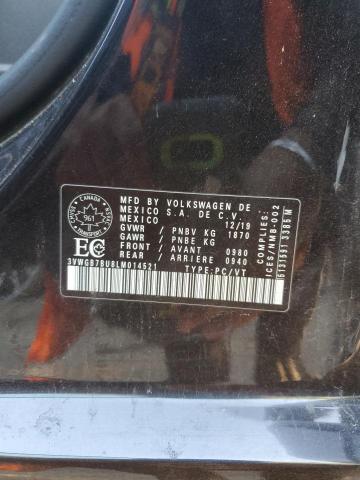 MFD BY VOLKSWAGEN DE
MEXICO S.A. DE C.V.
MEXICO 12/19
GVWR / PNBV KG 1870
GAWR / PNBE KG
FRONT / AVANT 0980
REAR / ARRIERE 0940
3VWGB7BU8LM014521 TYPE:PC/VT
COMPLIES:
ICES/NMB-002
CANADA
961
EC